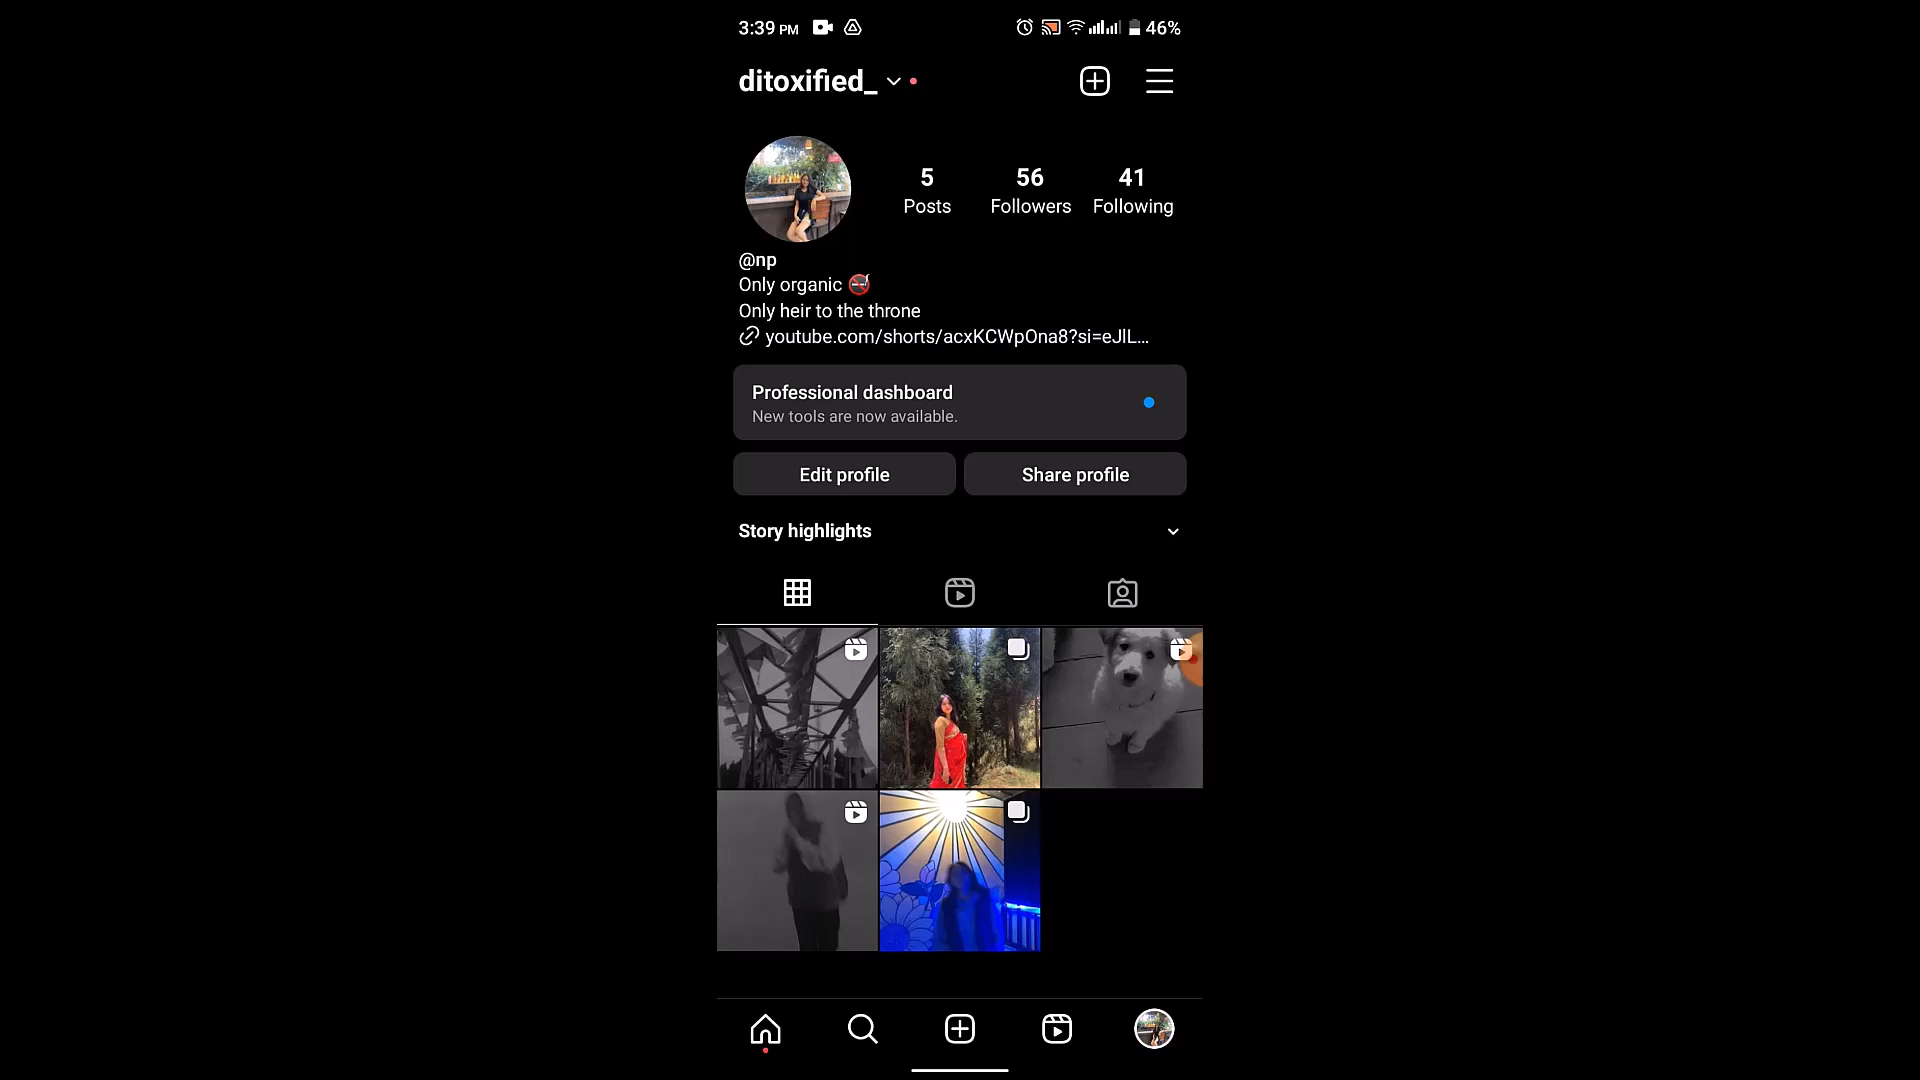 3:39 PM 46%
ditoxified_
5 56 41
Posts Followers Following
@np
Only organic 🚭
Only heir to the throne
youtube.com/shorts/acxKCWpOna8?si=eJlL...
Professional dashboard
New tools are now available.
Edit profile Share profile
Story highlights